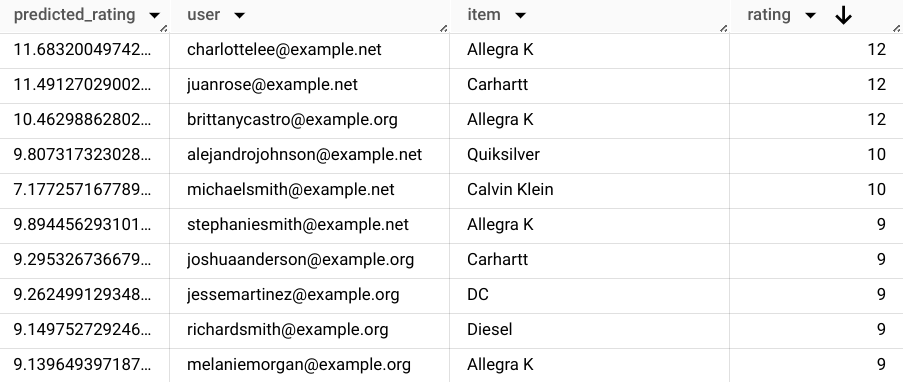 predicted_rating user item rating
11.68320049742... charlottelee@example.net Allegra K 12
11.49127029002... juanrose@example.net Carhartt 12
10.46298862802... brittanycastro@example.org Allegra K 12
9.807317323028... alejandrojohnson@example.net Quiksilver 10
7.177257167789... michaelsmith@example.net Calvin Klein 10
9.894456293101... stephaniesmith@example.net Allegra K 9
9.295326736679... joshuaanderson@example.org Carhartt 9
9.262499129348... jessemartinez@example.org DC 9
9.149752729246... richardsmith@example.org Diesel 9
9.139649397187... melaniemorgan@example.org Allegra K 9